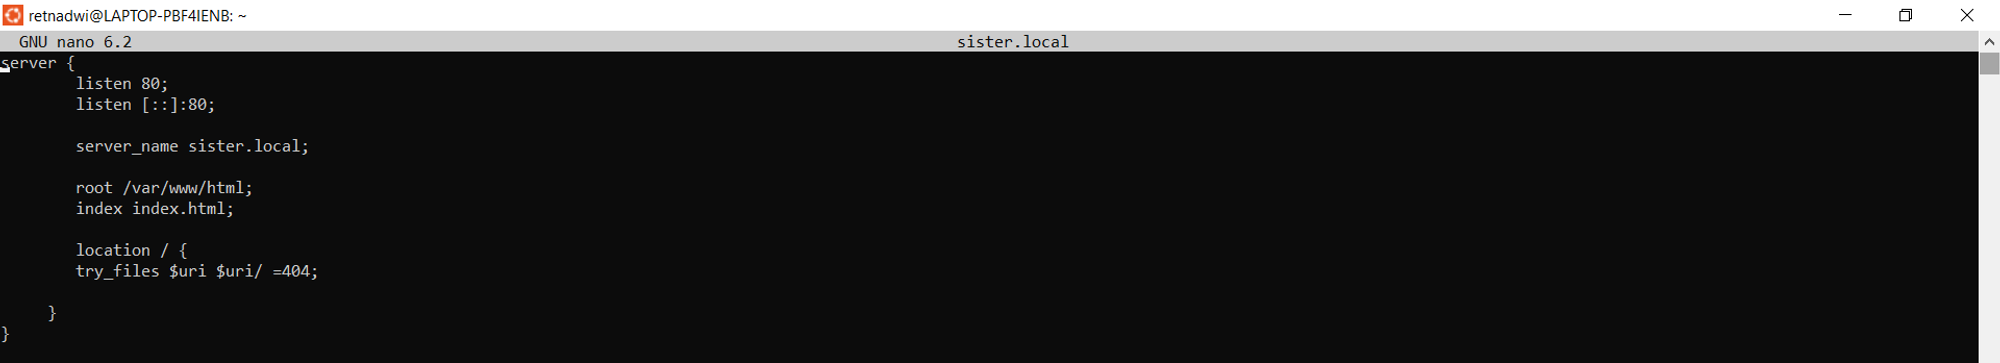 retnadwi@LAPTOP-PBF4IENB: ~
GNU nano 6.2 sister.local
server {
listen 80;
listen [::]:80;
server_name sister.local;
root /var/www/html;
index index.html;
location / {
try_files $uri $uri/ =404;
}
}